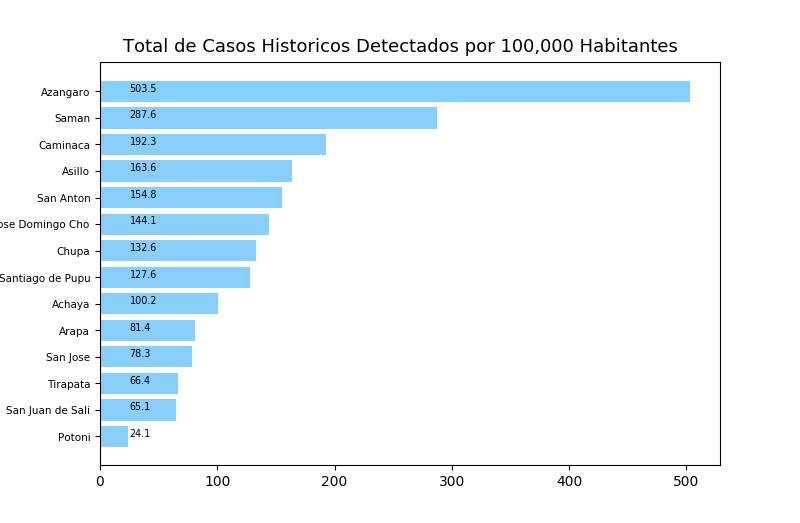 Total de Casos Historicos Detectados por 100,000 Habitantes
Azangaro 503.5
Saman 287.6
Caminaca 192.3
Asillo 163.6
San Anton 154.8
ose Domingo Cho 144.1
Chupa 132.6
Santiago de Pupu 127.6
Achaya 100.2
Arapa 81.4
San Jose 78.3
Tirapata 66.4
San Juan de Sali 65.1
Potoni 24.1
0 100 200 300 400 500